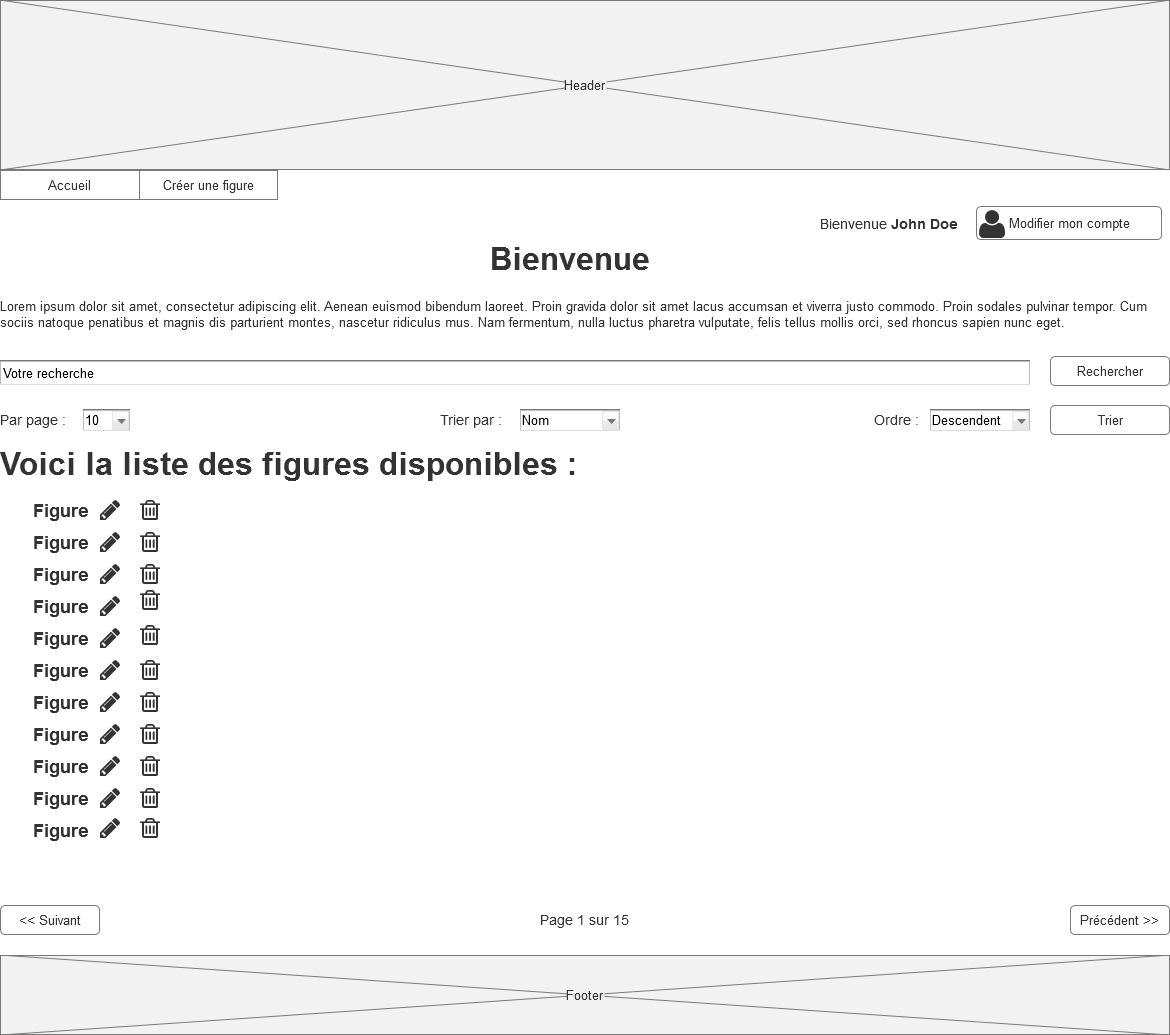 Header
Accueil
Créer une figure
Bienvenue John Doe
Modifier mon compte
Bienvenue
Lorem ipsum dolor sit amet, consectetur adipiscing elit. Aenean euismod bibendum laoreet. Proin gravida dolor sit amet lacus accumsan et viverra justo commodo. Proin sodales pulvinar tempor. Cum
sociis natoque penatibus et magnis dis parturient montes, nascetur ridiculus mus. Nam fermentum, nulla luctus pharetra vulputate, felis tellus mollis orci, sed rhoncus sapien nunc eget.
Votre recherche
Rechercher
Par page : 10
Trier par : Nom
Ordre : Descendent
Trier
Voici la liste des figures disponibles :
Figure
Figure
Figure
Figure
Figure
Figure
Figure
Figure
Figure
Figure
Figure
<< Suivant
Page 1 sur 15
Précédent >>
Footer